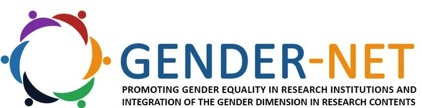 GENDER-NET
PROMOTING GENDER EQUALITY IN RESEARCH INSTITUTIONS AND
INTEGRATION OF THE GENDER DIMENSION IN RESEARCH CONTENTS